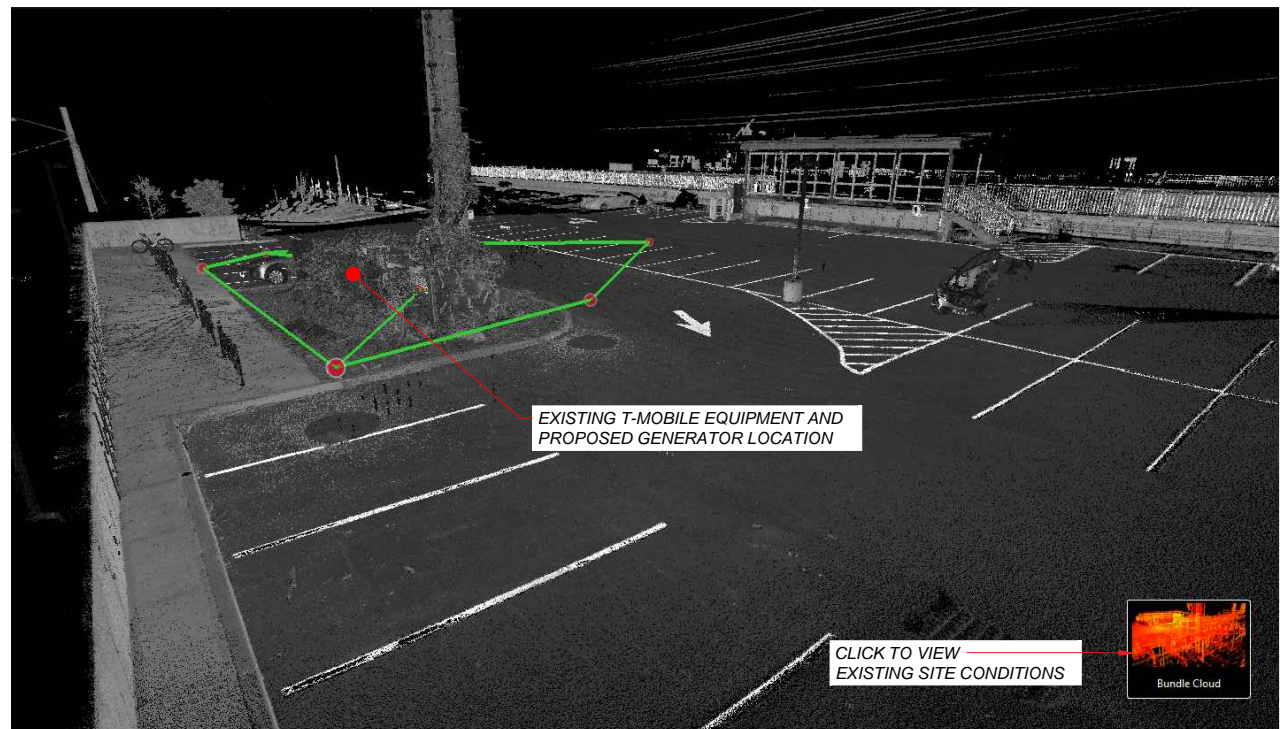 EXISTING T-MOBILE EQUIPMENT AND
PROPOSED GENERATOR LOCATION
CLICK TO VIEW
EXISTING SITE CONDITIONS
Bundle Cloud